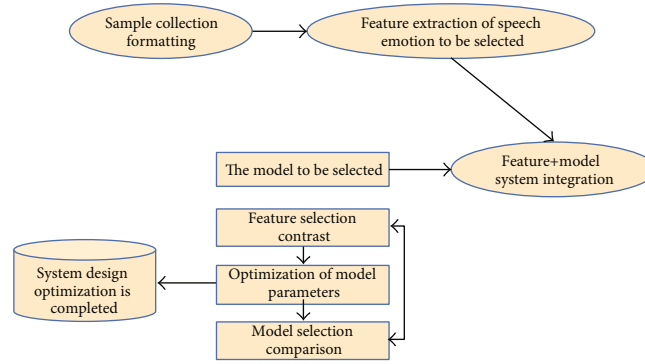 Sample collection
formatting
Feature extraction of speech
emotion to be selected
The model to be selected
Feature+model
system integration
Feature selection
contrast
System design
optimization is
completed
Optimization of model
parameters
Model selection
comparison